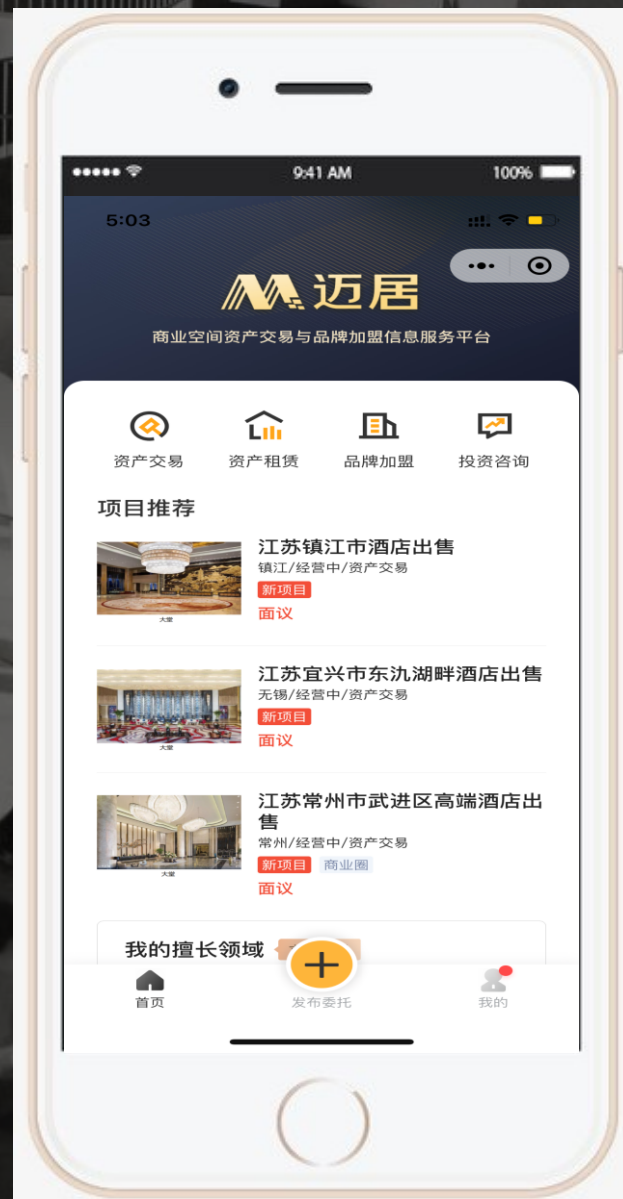 9:41 AM
100%
5:03
迈居
商业空间资产交易与品牌加盟信息服务平台
资产交易
资产租赁
品牌加盟
投资咨询
项目推荐
江苏镇江市酒店出售
镇江/经营中/资产交易
新项目
面议
大堂
江苏宜兴市东氿湖畔酒店出售
无锡/经营中/资产交易
新项目
面议
大堂
江苏常州市武进区高端酒店出
售
常州/经营中/资产交易
新项目 商业圈
面议
大堂
我的擅长领域
首页
发布委托
我的